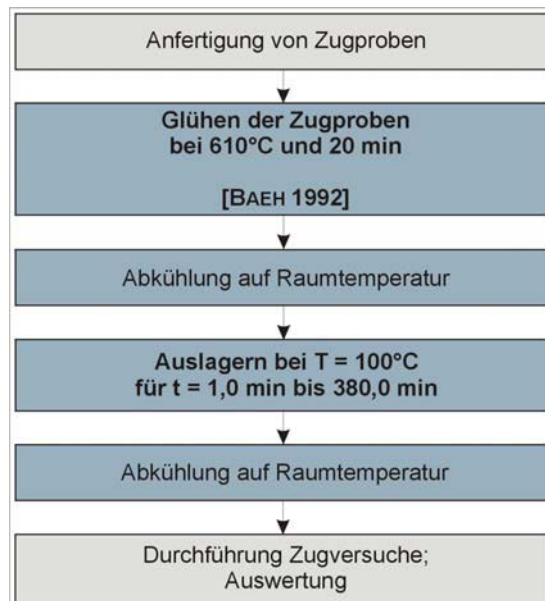 Anfertigung von Zugproben
Glühen der Zugproben
bei 610°C und 20 min
[BAEH 1992]
Abkühlung auf Raumtemperatur
Auslagern bei T = 100°C
für t = 1,0 min bis 380,0 min
Abkühlung auf Raumtemperatur
Durchführung Zugversuche;
Auswertung